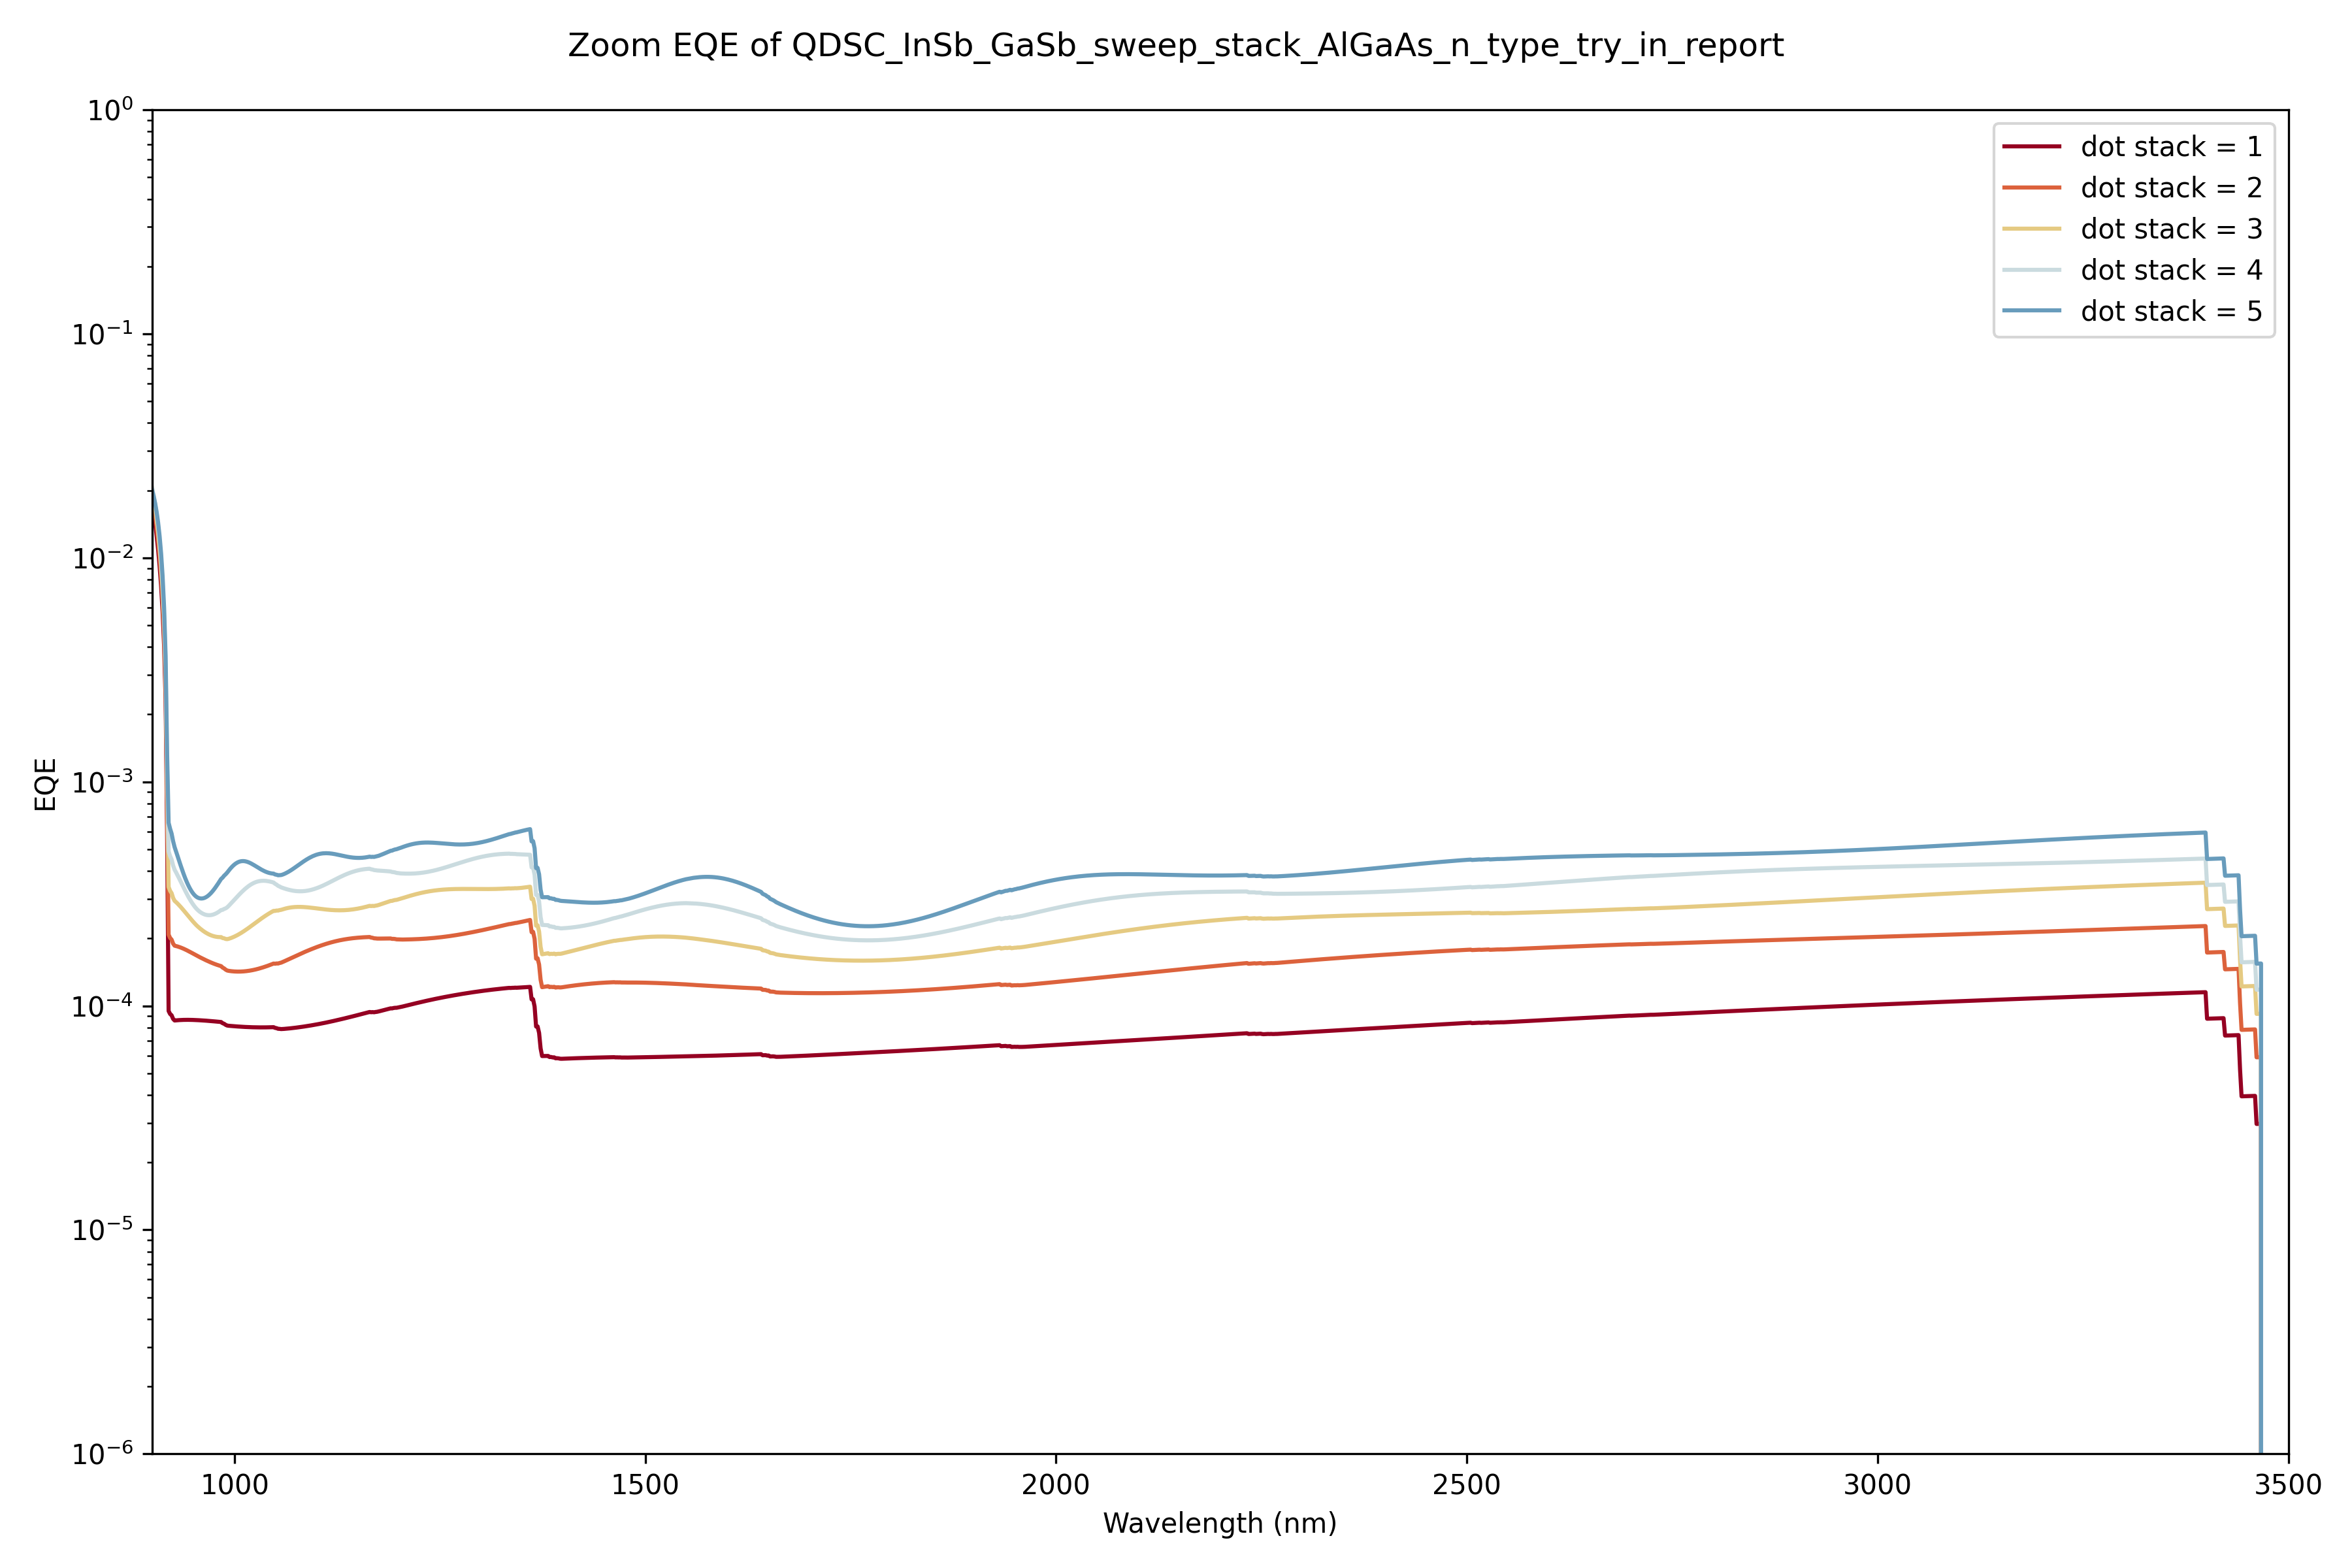 Zoom EQE of QDSC_InSb_GaSb_sweep_stack_AlGaAs_n_type_try_in_report
10⁰
10⁻¹
10⁻²
10⁻³
10⁻⁴
10⁻⁵
10⁻⁶
EQE
dot stack = 1
dot stack = 2
dot stack = 3
dot stack = 4
dot stack = 5
1000 1500 2000 2500 3000 3500
Wavelength (nm)